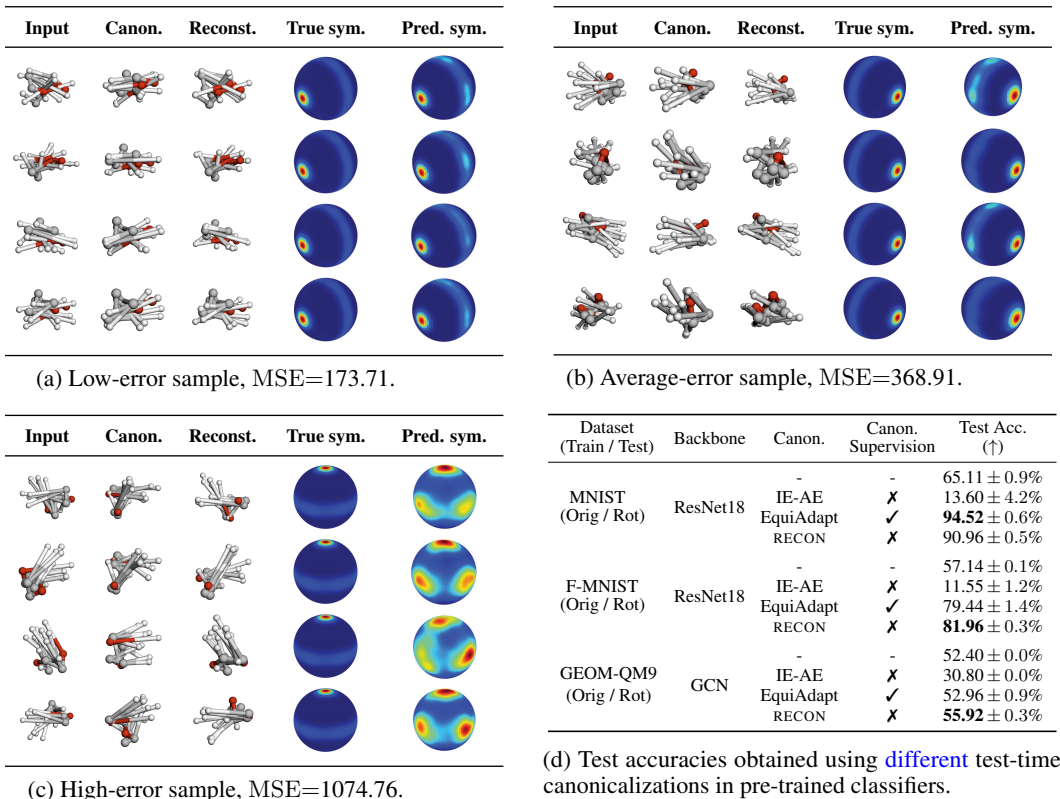 Input Canon. Reconst. True sym. Pred. sym.
(a) Low-error sample, MSE=173.71.
Input Canon. Reconst. True sym. Pred. sym.
(b) Average-error sample, MSE=368.91.
Input Canon. Reconst. True sym. Pred. sym.
(c) High-error sample, MSE=1074.76.
Dataset (Train / Test) Backbone Canon. Canon. Supervision Test Acc. (↑)
MNIST (Orig / Rot) ResNet18 - - 65.11 ± 0.9%
IE-AE ✗ 13.60 ± 4.2%
EquiAdapt ✓ 94.52 ± 0.6%
RECON ✗ 90.96 ± 0.5%
F-MNIST (Orig / Rot) ResNet18 - - 57.14 ± 0.1%
IE-AE ✗ 11.55 ± 1.2%
EquiAdapt ✓ 79.44 ± 1.4%
RECON ✗ 81.96 ± 0.3%
GEOM-QM9 (Orig / Rot) GCN - - 52.40 ± 0.0%
IE-AE ✗ 30.80 ± 0.0%
EquiAdapt ✓ 52.96 ± 0.9%
RECON ✗ 55.92 ± 0.3%
(d) Test accuracies obtained using different test-time
canonicalizations in pre-trained classifiers.